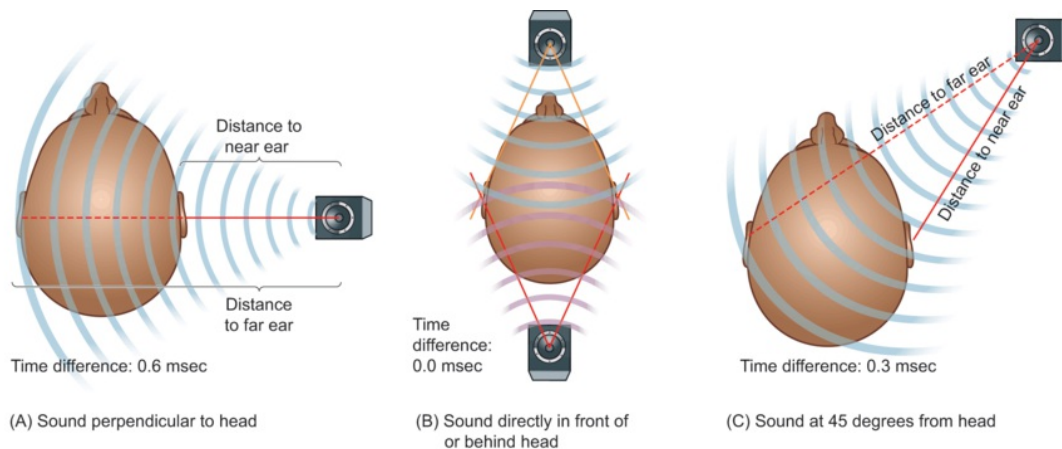 Distance to
near ear
Distance
to far ear
Time difference: 0.6 msec
(A) Sound perpendicular to head
Time
difference:
0.0 msec
(B) Sound directly in front of
or behind head
Distance to far ear
Distance to near ear
Time difference: 0.3 msec
(C) Sound at 45 degrees from head